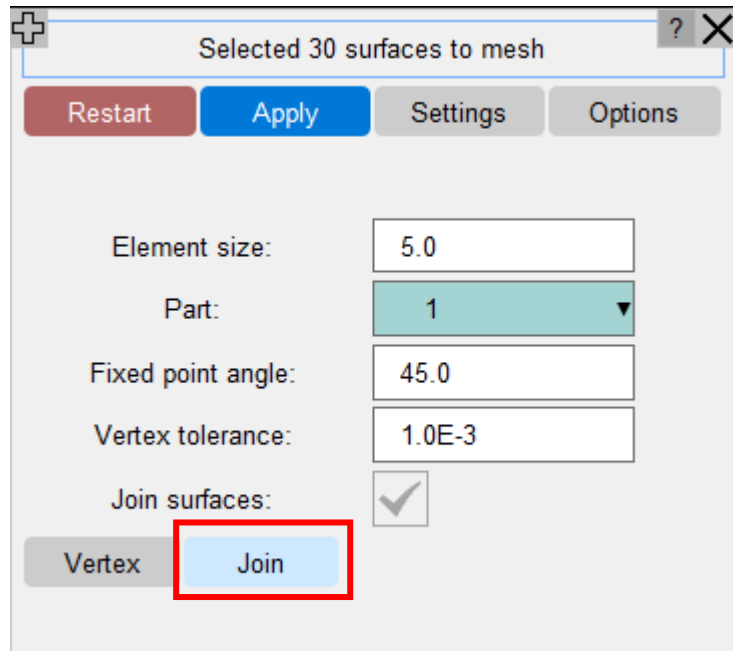 ?
Selected 30 surfaces to mesh
Restart Apply Settings Options
Element size: 5.0
Part: 1
Fixed point angle: 45.0
Vertex tolerance: 1.0E-3
Join surfaces:
Vertex Join